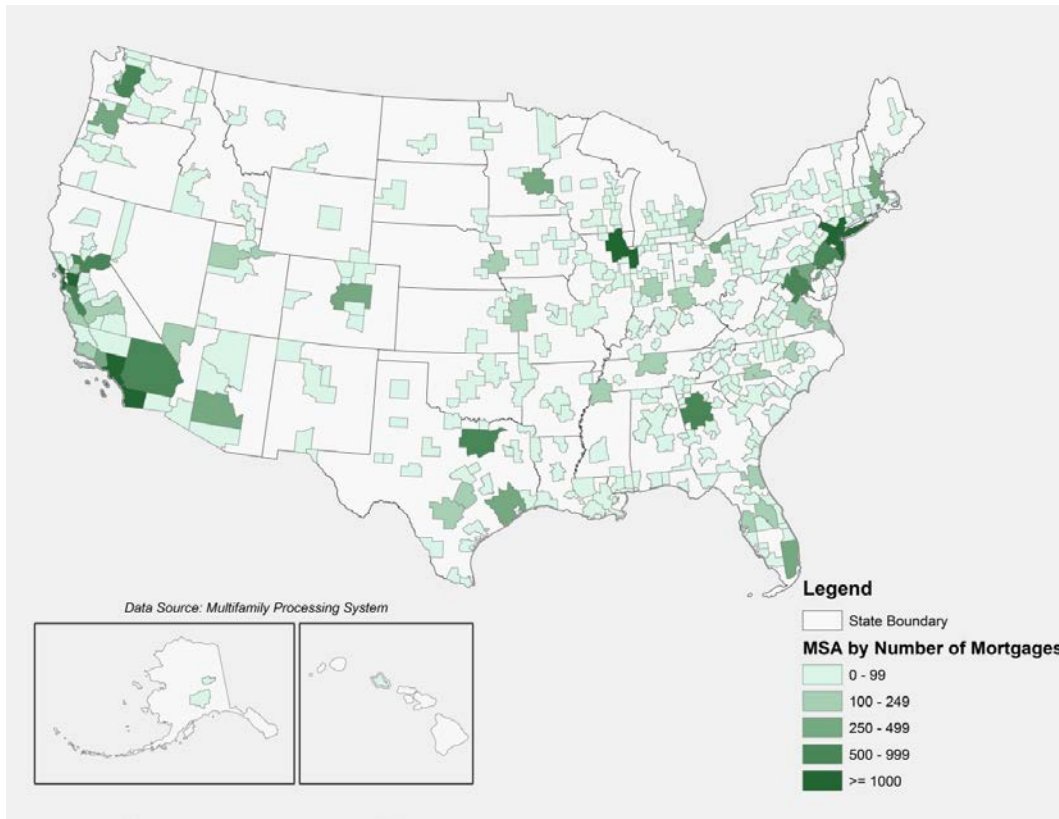 Data Source: Multifamily Processing System
Legend
State Boundary
MSA by Number of Mortgages
0 - 99
100 - 249
250 - 499
500 - 999
>= 1000